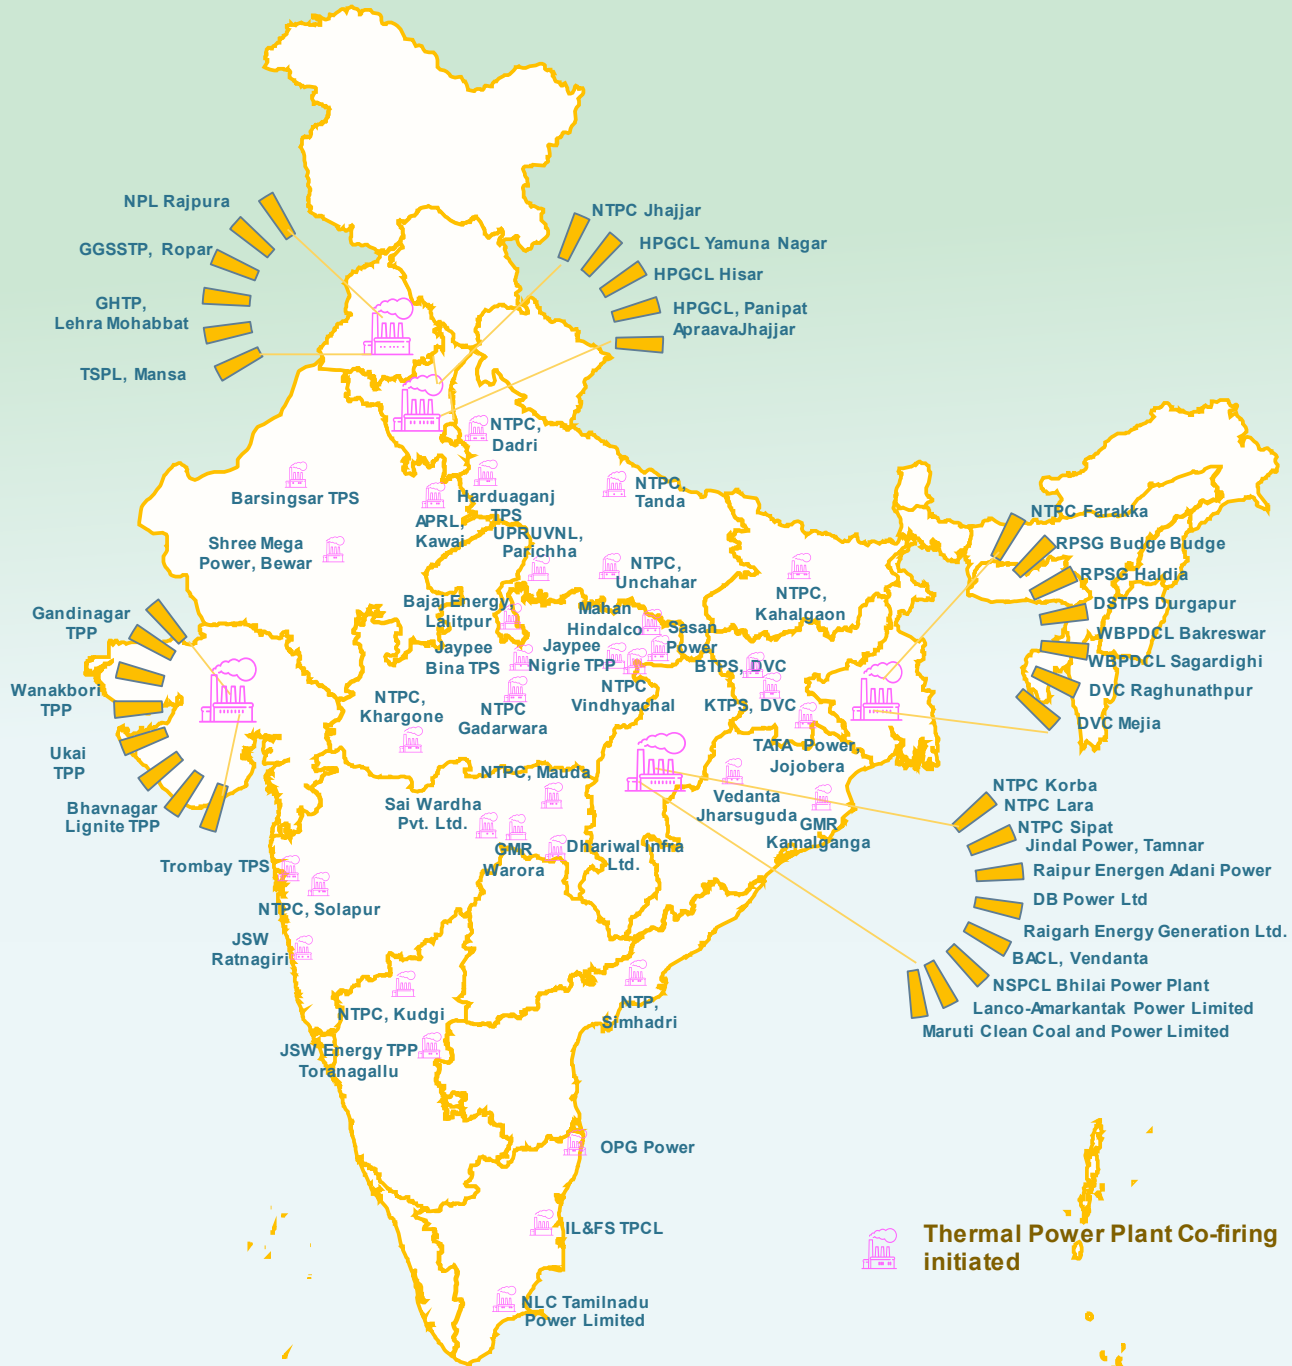 NPL Rajpura
GGSSTP, Ropar
GHTP,
Lehra Mohabbat
TSPL, Mansa
NTPC Jhajjar
HPGCL Yamuna Nagar
HPGCL Hisar
HPGCL, Panipat
ApraavaJhajjar
NTPC,
Dadri
Barsingsar TPS
APRL,
Kawai
Harduaganj
TPS
NTPC,
Tanda
Shree Mega
Power, Bewar
UPRUVNL,
Parichha
NTPC,
Unchahar
NTPC,
Kahalgaon
NTPC Farakka
RPSG Budge Budge
RPSG Haldia
DSTPS Durgapur
WBPDCL Bakreswar
WBPDCL Sagardighi
DVC Raghunathpur
DVC Mejia
Gandinagar
TPP
Wanakbori
TPP
Ukai
TPP
Bhavnagar
Lignite TPP
Bajaj Energy,
Lalitpur
Mahan
Hindalco
Sasan
Power
Jaypee
Bina TPS
Jaypee
Nigrie TPP
BTPS, DVC
NTPC,
Khargone
NTPC
Gadarwara
NTPC
Vindhyachal
KTPS, DVC
TATA Power,
Jojobera
NTPC, Mauda
Vedanta
Jharsuguda
Sai Wardha
Pvt. Ltd.
GMR
Kamalganga
GMR
Warora
Dhariwal Infra
Ltd.
NTPC Korba
NTPC Lara
NTPC Sipat
Jindal Power, Tamnar
Raipur Energen Adani Power
DB Power Ltd
Raigarh Energy Generation Ltd.
BACL, Vendanta
NSPCL Bhilai Power Plant
Lanco-Amarkantak Power Limited
Maruti Clean Coal and Power Limited
Trombay TPS
NTPC, Solapur
JSW
Ratnagiri
NTPC, Kudgi
NTP,
Simhadri
JSW Energy TPP
Toranagallu
OPG Power
IL&FS TPCL
NLC Tamilnadu
Power Limited
Thermal Power Plant Co-firing
initiated